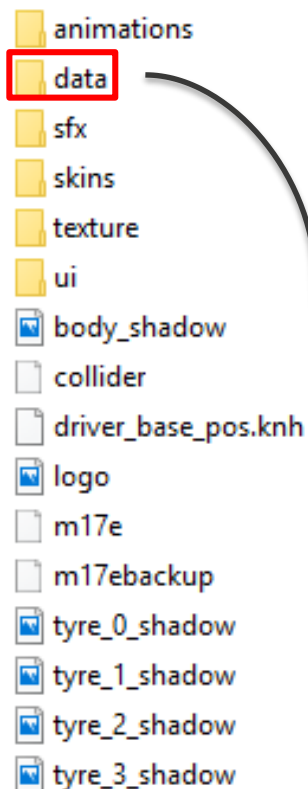 animations
data
sfx
skins
texture
ui
body_shadow
collider
driver_base_pos.knh
logo
m17e
m17ebackup
tyre_0_shadow
tyre_1_shadow
tyre_2_shadow
tyre_3_shadow